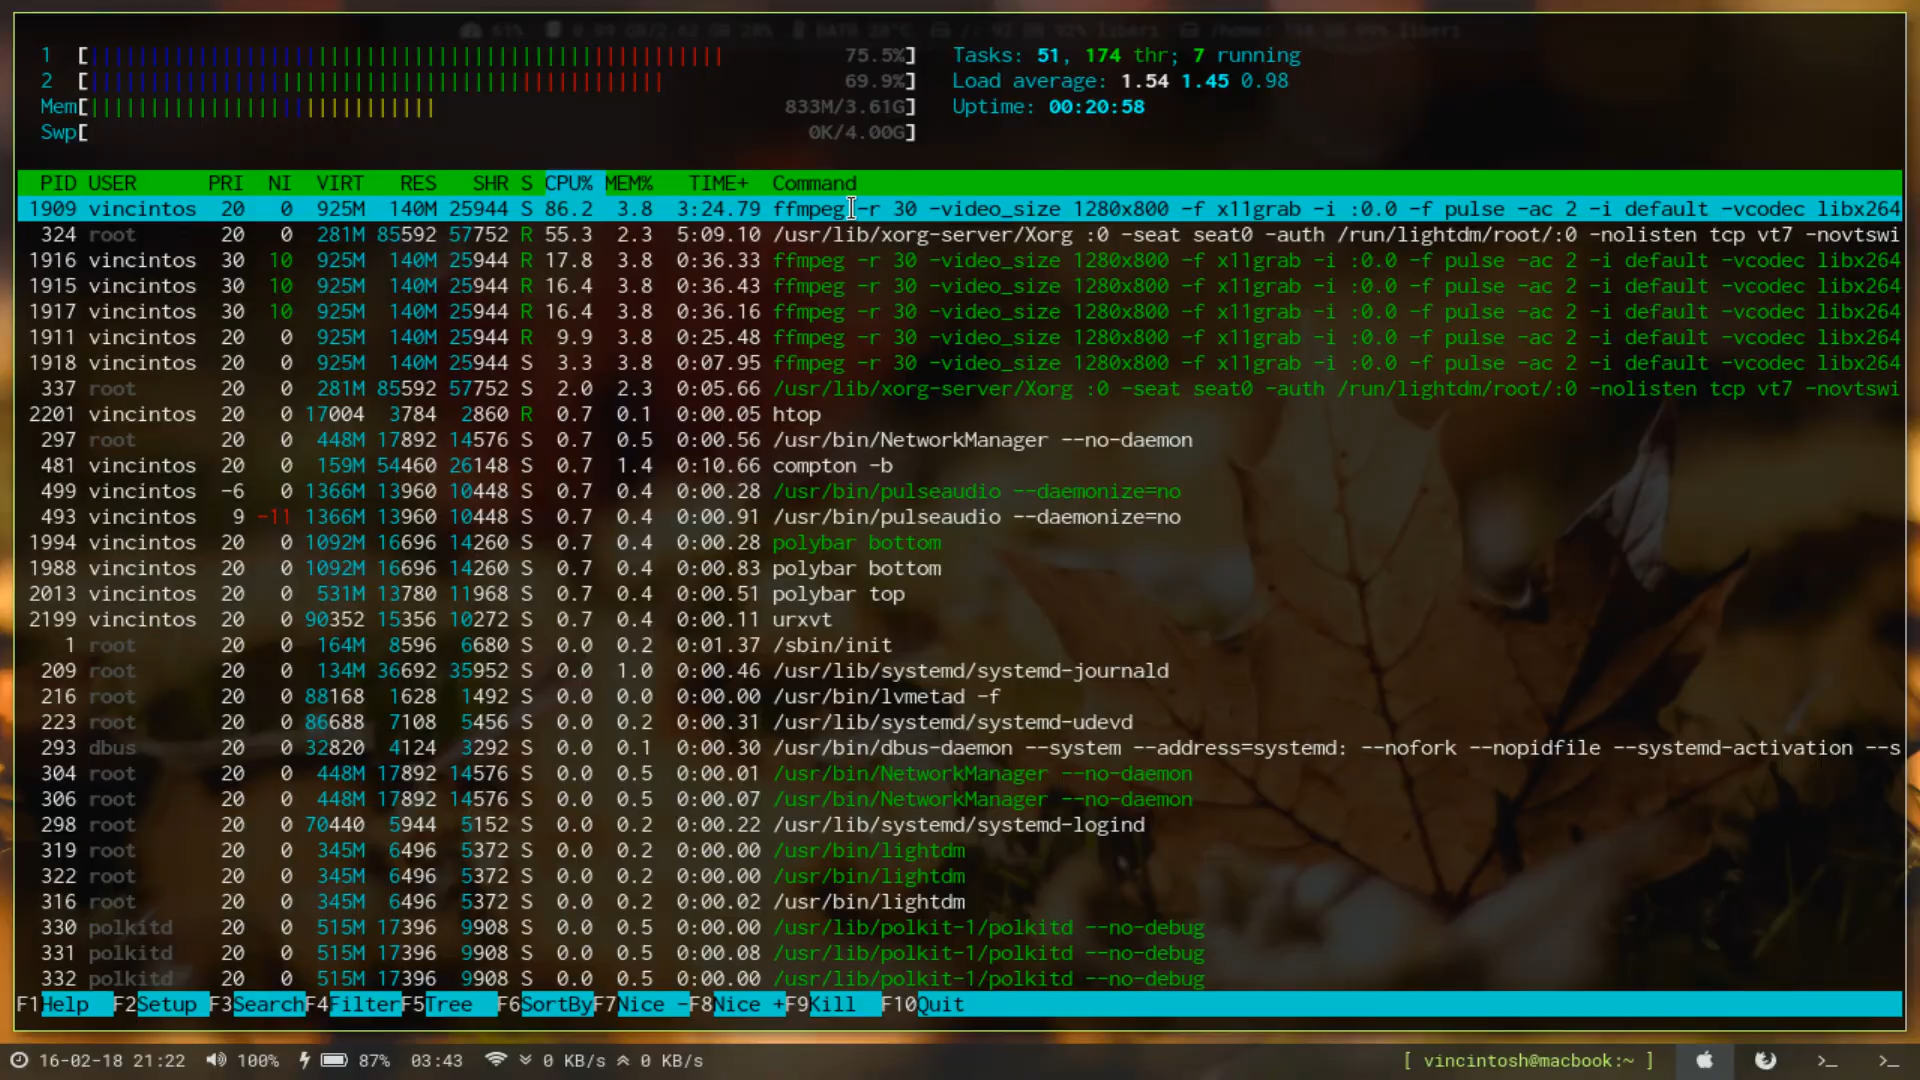 1 [ 75.5%] Tasks: 51, 174 thr; 7 running
2 [ 69.9%] Load average: 1.54 1.45 0.98
Mem[ 833M/3.61G] Uptime: 00:20:58
Swp[ 0K/4.00G]
PID USER PRI NI VIRT RES SHR S CPU% MEM% TIME+ Command
1909 vincintos 20 0 925M 140M 25944 S 86.2 3.8 3:24.79 ffmpeg -r 30 -video_size 1280x800 -f x11grab -i :0.0 -f pulse -ac 2 -i default -vcodec libx264
324 root 20 0 281M 85592 57752 R 55.3 2.3 5:09.10 /usr/lib/xorg-server/Xorg :0 -seat seat0 -auth /run/lightdm/root/:0 -nolisten tcp vt7 -novtswi
1916 vincintos 30 10 925M 140M 25944 R 17.8 3.8 0:36.33 ffmpeg -r 30 -video_size 1280x800 -f x11grab -i :0.0 -f pulse -ac 2 -i default -vcodec libx264
1915 vincintos 30 10 925M 140M 25944 R 16.4 3.8 0:36.43 ffmpeg -r 30 -video_size 1280x800 -f x11grab -i :0.0 -f pulse -ac 2 -i default -vcodec libx264
1917 vincintos 30 10 925M 140M 25944 R 16.4 3.8 0:36.16 ffmpeg -r 30 -video_size 1280x800 -f x11grab -i :0.0 -f pulse -ac 2 -i default -vcodec libx264
1911 vincintos 20 0 925M 140M 25944 R 9.9 3.8 0:25.48 ffmpeg -r 30 -video_size 1280x800 -f x11grab -i :0.0 -f pulse -ac 2 -i default -vcodec libx264
1918 vincintos 20 0 925M 140M 25944 S 3.3 3.8 0:07.95 ffmpeg -r 30 -video_size 1280x800 -f x11grab -i :0.0 -f pulse -ac 2 -i default -vcodec libx264
337 root 20 0 281M 85592 57752 S 2.0 2.3 0:05.66 /usr/lib/xorg-server/Xorg :0 -seat seat0 -auth /run/lightdm/root/:0 -nolisten tcp vt7 -novtswi
2201 vincintos 20 0 17004 3784 2860 R 0.7 0.1 0:00.05 htop
297 root 20 0 448M 17892 14576 S 0.7 0.5 0:00.56 /usr/bin/NetworkManager --no-daemon
481 vincintos 20 0 159M 54460 26148 S 0.7 1.4 0:10.66 compton -b
499 vincintos -6 0 1366M 13960 10448 S 0.7 0.4 0:00.28 /usr/bin/pulseaudio --daemonize=no
493 vincintos 9 -11 1366M 13960 10448 S 0.7 0.4 0:00.91 /usr/bin/pulseaudio --daemonize=no
1994 vincintos 20 0 1092M 16696 14260 S 0.7 0.4 0:00.28 polybar bottom
1988 vincintos 20 0 1092M 16696 14260 S 0.7 0.4 0:00.83 polybar bottom
2013 vincintos 20 0 531M 13780 11968 S 0.7 0.4 0:00.51 polybar top
2199 vincintos 20 0 90352 15356 10272 S 0.7 0.4 0:00.11 urxvt
1 root 20 0 164M 8596 6680 S 0.0 0.2 0:01.37 /sbin/init
209 root 20 0 134M 36692 35952 S 0.0 1.0 0:00.46 /usr/lib/systemd/systemd-journald
216 root 20 0 88168 1628 1492 S 0.0 0.0 0:00.00 /usr/bin/lvmetad -f
223 root 20 0 86688 7108 5456 S 0.0 0.2 0:00.31 /usr/lib/systemd/systemd-udevd
293 dbus 20 0 32820 4124 3292 S 0.0 0.1 0:00.30 /usr/bin/dbus-daemon --system --address=systemd: --nofork --nopidfile --systemd-activation --s
304 root 20 0 448M 17892 14576 S 0.0 0.5 0:00.01 /usr/bin/NetworkManager --no-daemon
306 root 20 0 448M 17892 14576 S 0.0 0.5 0:00.07 /usr/bin/NetworkManager --no-daemon
298 root 20 0 70440 5944 5152 S 0.0 0.2 0:00.22 /usr/lib/systemd/systemd-logind
319 root 20 0 345M 6496 5372 S 0.0 0.2 0:00.00 /usr/bin/lightdm
322 root 20 0 345M 6496 5372 S 0.0 0.2 0:00.00 /usr/bin/lightdm
316 root 20 0 345M 6496 5372 S 0.0 0.2 0:00.02 /usr/bin/lightdm
330 polkitd 20 0 515M 17396 9908 S 0.0 0.5 0:00.00 /usr/lib/polkit-1/polkitd --no-debug
331 polkitd 20 0 515M 17396 9908 S 0.0 0.5 0:00.08 /usr/lib/polkit-1/polkitd --no-debug
332 polkitd 20 0 515M 17396 9908 S 0.0 0.5 0:00.00 /usr/lib/polkit-1/polkitd --no-debug
F1Help F2Setup F3SearchF4FilterF5Tree F6SortByF7Nice -F8Nice +F9Kill F10Quit
16-02-18 21:22 100% 87% 03:43 0 KB/s 0 KB/s [ vincintosh@macbook:~ ] >_ >_